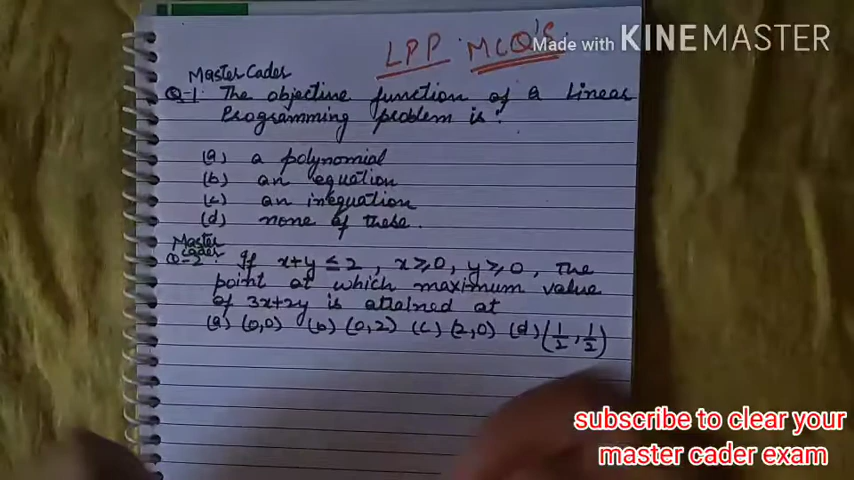 LPP MCQ's
Made with KINEMASTER
Master Cader
Q-1. The objective function of a Linear
Programming problem is:
(a) a polynomial
(b) an equation
(c) an inequation
(d) none of these.
Master Cader
Q-2. If x+y ≤ 2, x≥0, y≥0, The
point at which maximum value
of 3x+2y is attained at
(a) (0,0) (b) (0,2) (c) (2,0) (d) (1/2, 1/2)
subscribe to clear your
master cader exam